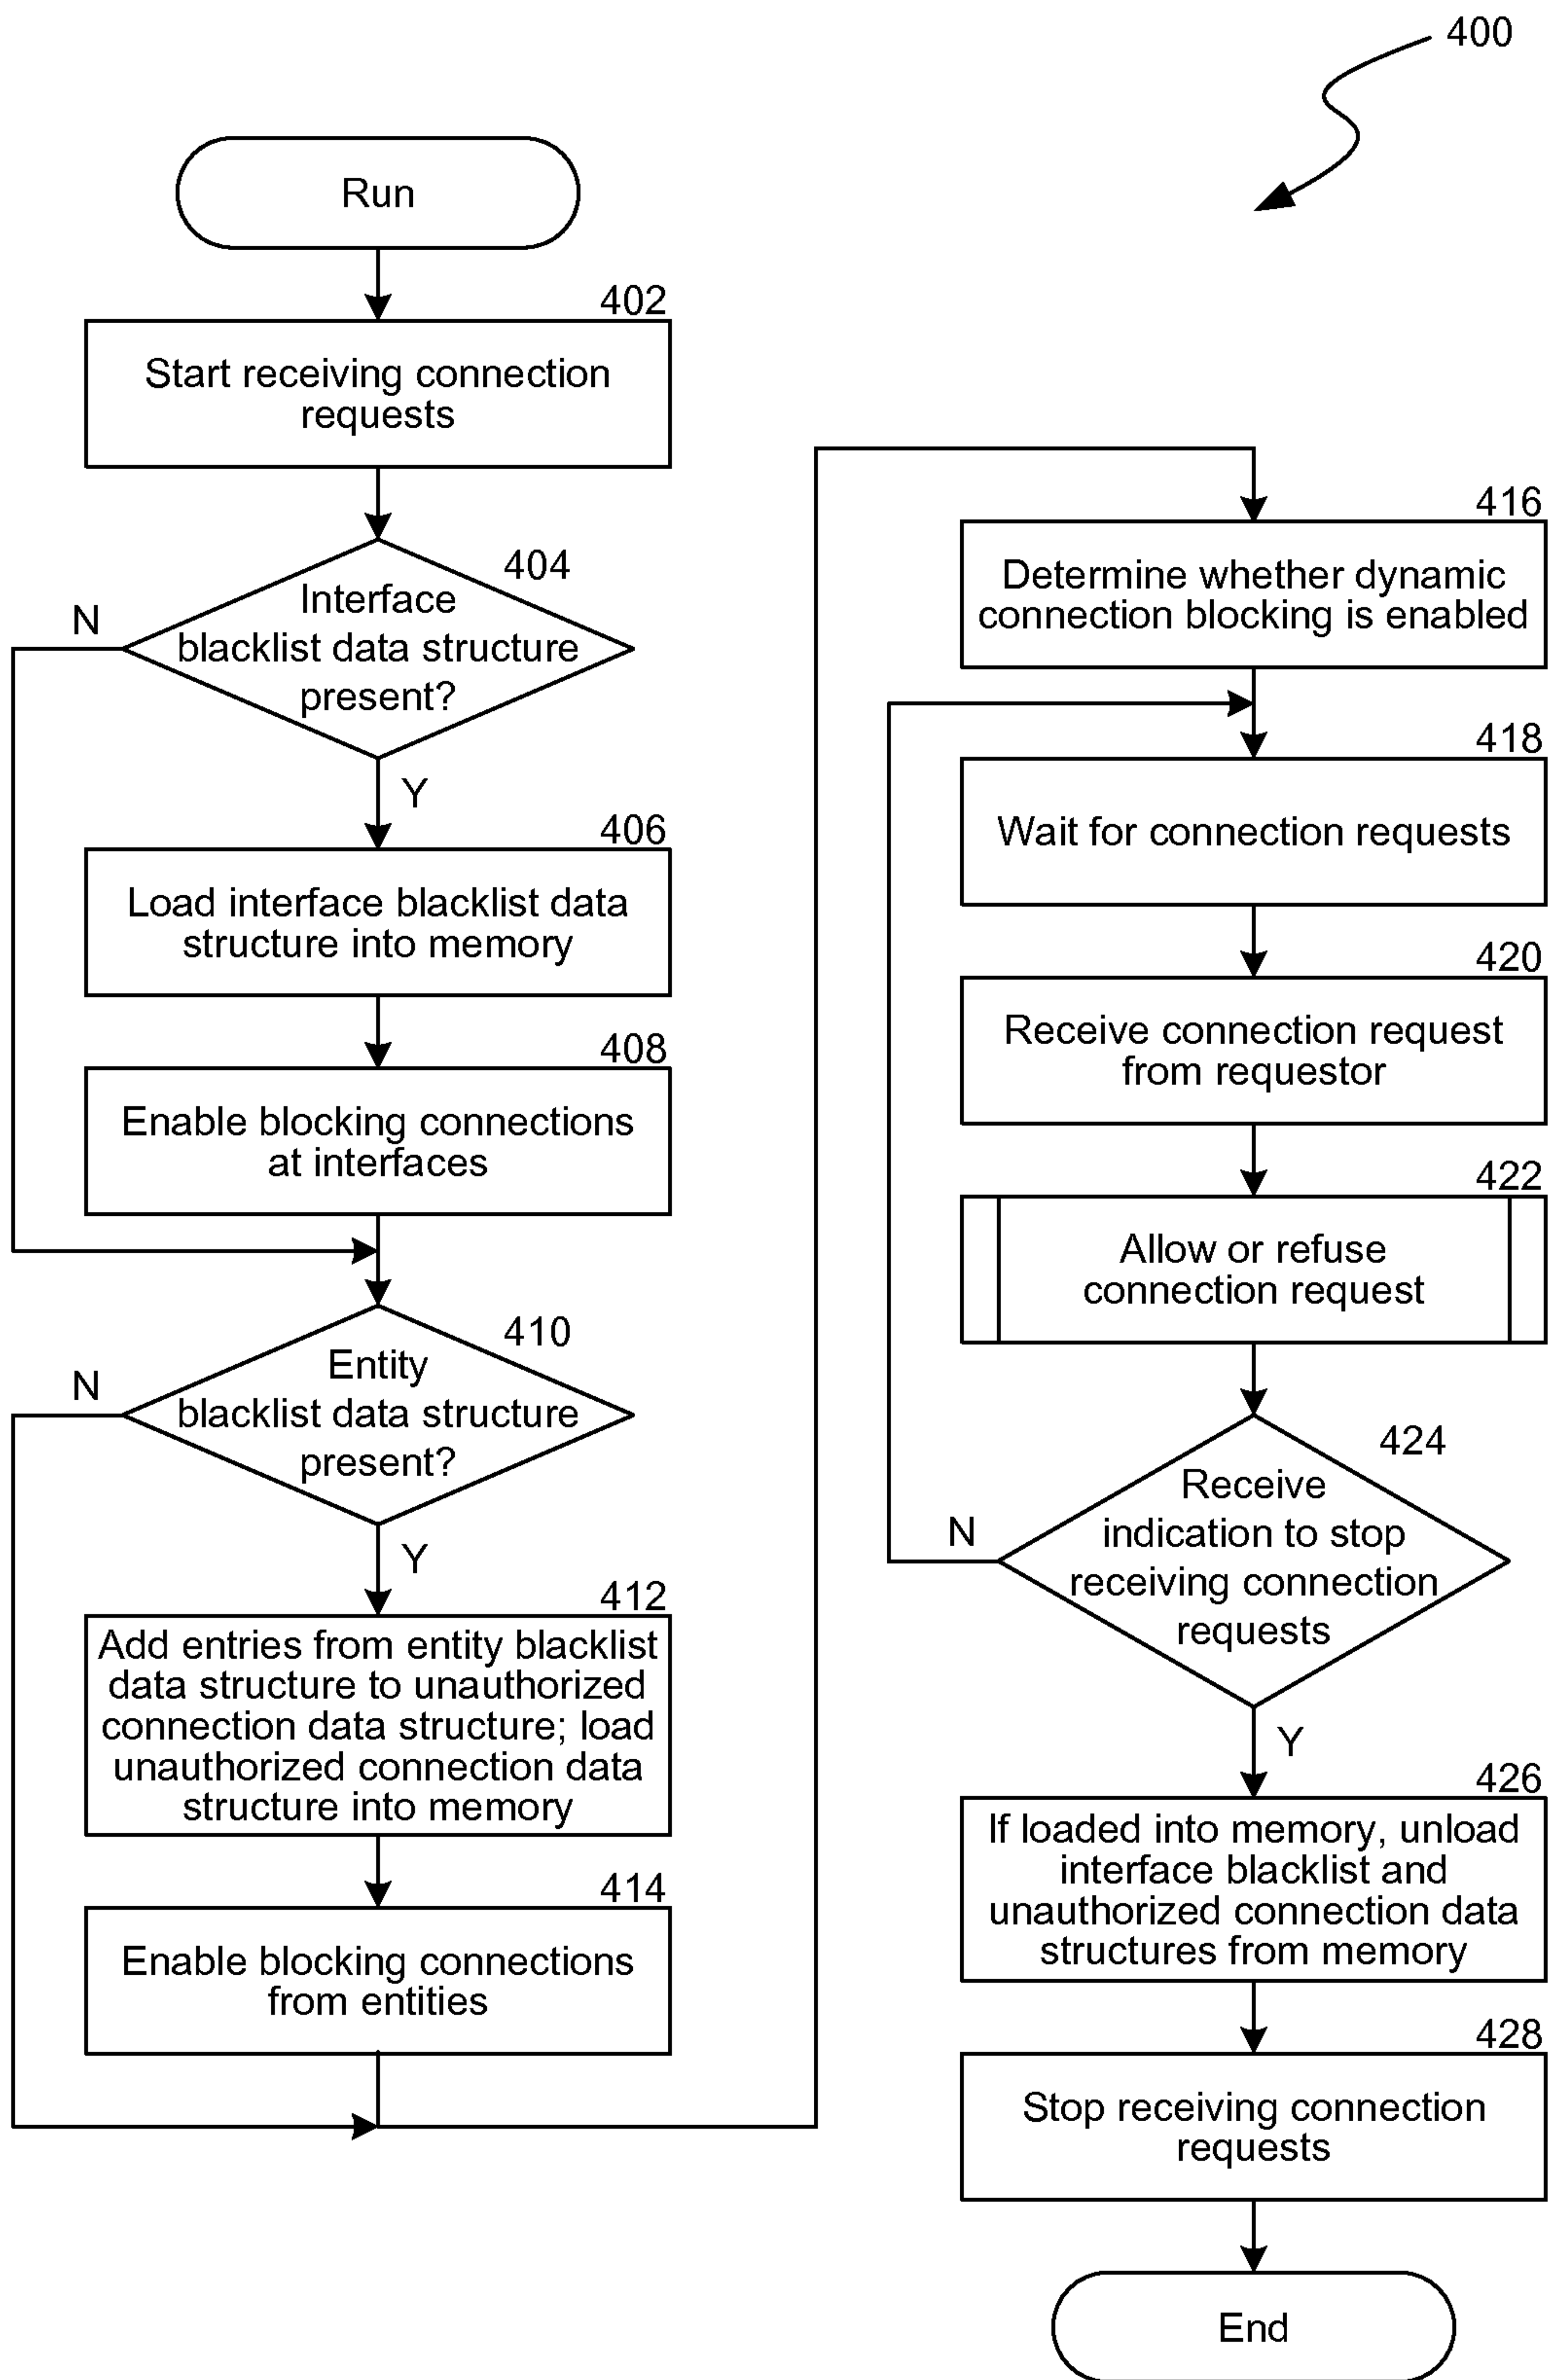 400
Run
402
Start receiving connection
requests
404
Interface
blacklist data structure
present?
N
Y
406
Load interface blacklist data
structure into memory
408
Enable blocking connections
at interfaces
410
Entity
blacklist data structure
present?
N
Y
412
Add entries from entity blacklist
data structure to unauthorized
connection data structure; load
unauthorized connection data
structure into memory
414
Enable blocking connections
from entities
416
Determine whether dynamic
connection blocking is enabled
418
Wait for connection requests
420
Receive connection request
from requestor
422
Allow or refuse
connection request
424
Receive
indication to stop
receiving connection
requests
N
Y
426
If loaded into memory, unload
interface blacklist and
unauthorized connection data
structures from memory
428
Stop receiving connection
requests
End